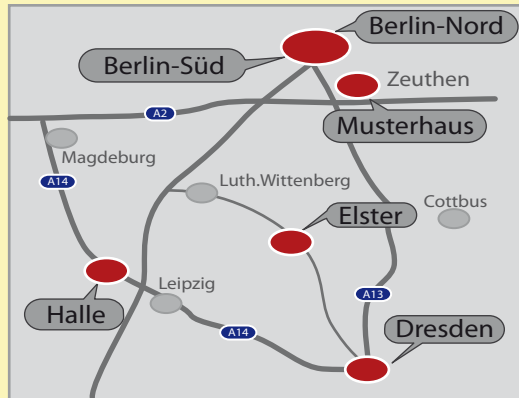 Berlin-Nord
Berlin-Süd
Zeuthen
A2
Musterhaus
Magdeburg
A14
Luth.Wittenberg
Cottbus
Elster
Leipzig
A13
Halle
A14
Dresden